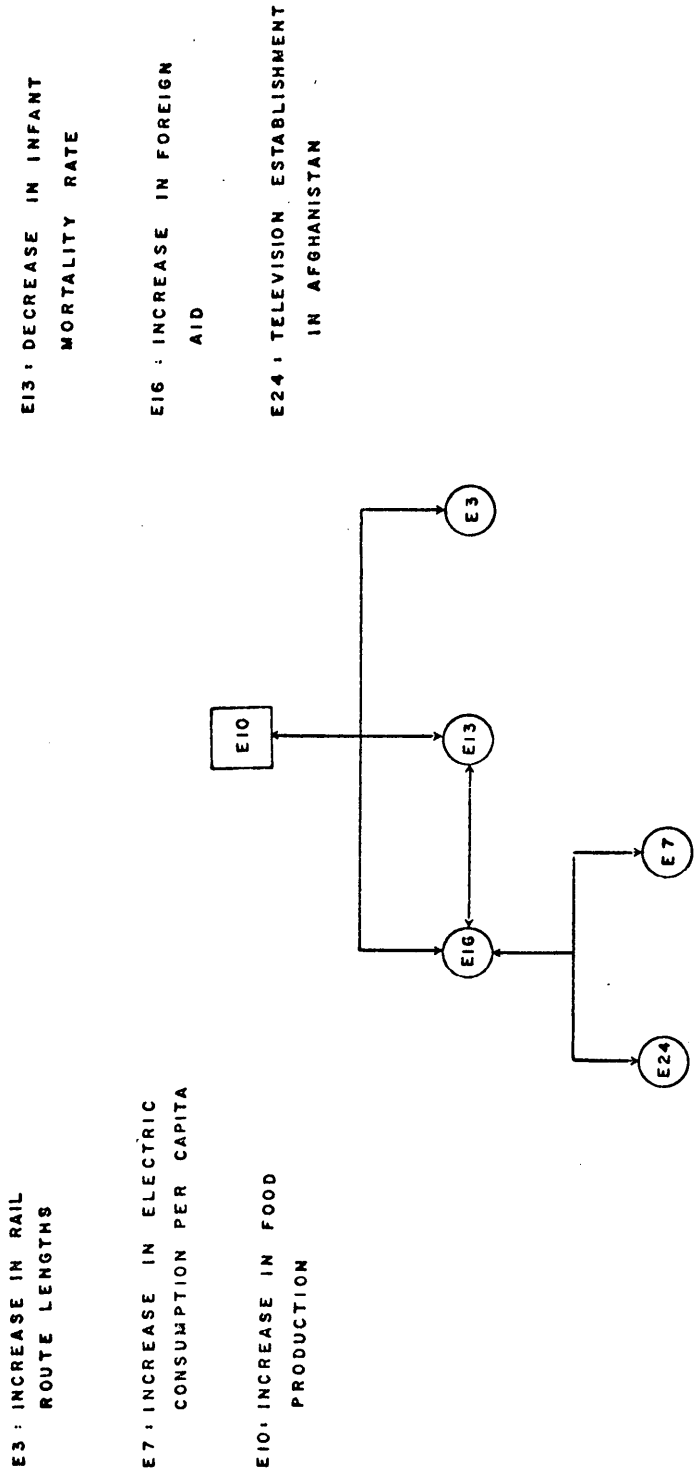 E3 : INCREASE IN RAIL
ROUTE LENGTHS
E7 : INCREASE IN ELECTRIC
CONSUMPTION PER CAPITA
E10: INCREASE IN FOOD
PRODUCTION
E13 : DECREASE IN INFANT
MORTALITY RATE
E16 : INCREASE IN FOREIGN
AID
E24 : TELEVISION ESTABLISHMENT
IN AFGHANISTAN
E10
E16
E13
E3
E24
E7